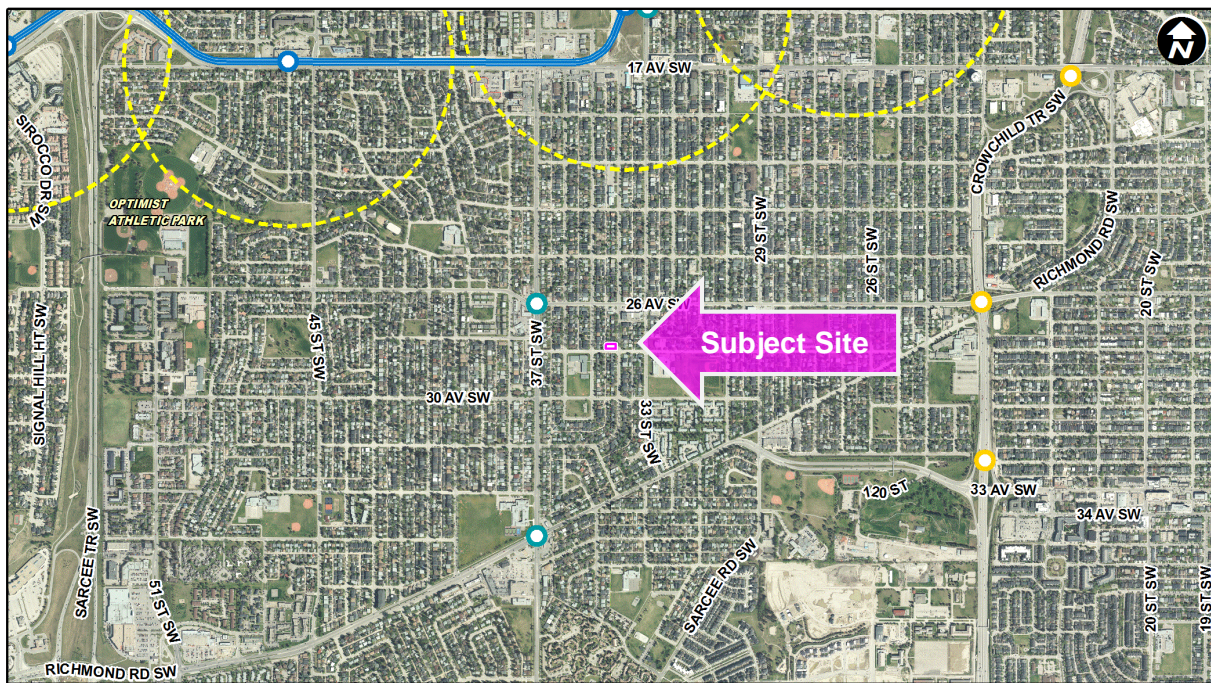 N
17 AV SW
SIROCCO DR SW
CROWCHILD TR SW
OPTIMIST
ATHLETIC PARK
29 ST SW
26 ST SW
RICHMOND RD SW
20 ST SW
26 AV SW
Subject Site
SIGNAL HILL HT SW
45 ST SW
37 ST SW
30 AV SW
33 ST SW
120 ST
33 AV SW
34 AV SW
SARCEE TR SW
51 ST SW
SARCEE RD SW
20 ST SW
19 ST SW
RICHMOND RD SW